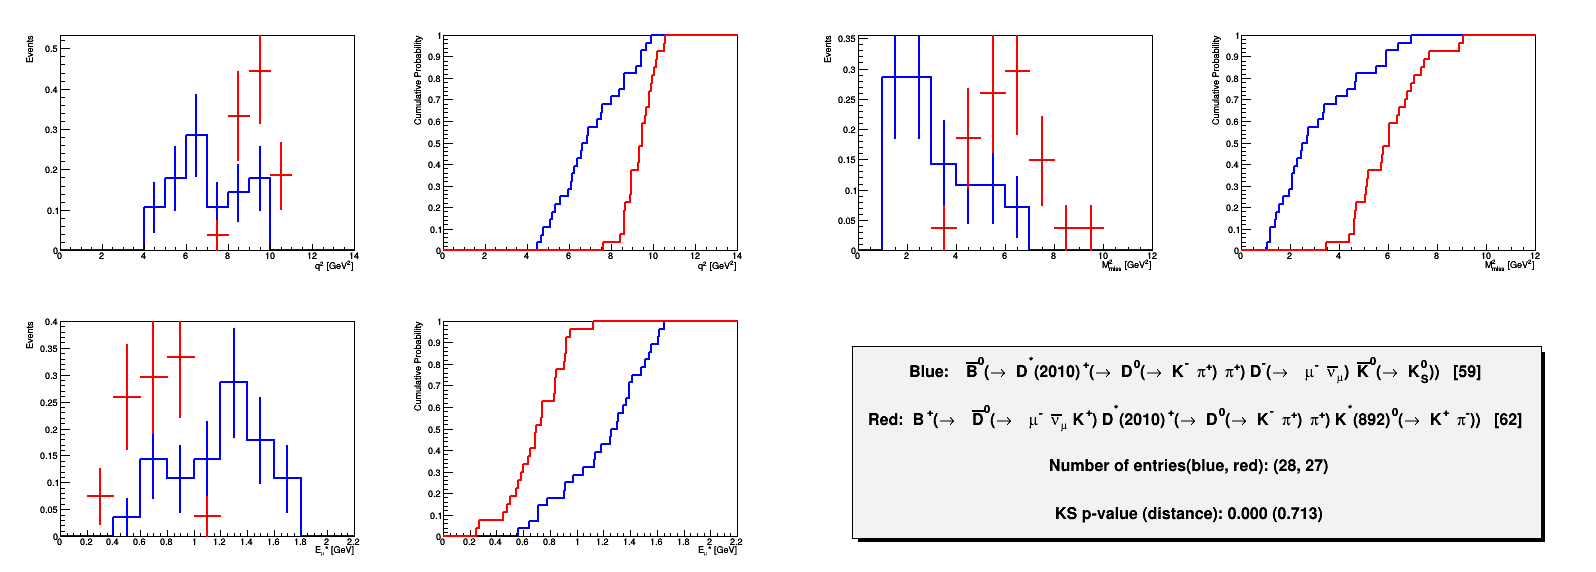 Events
0.5
0.4
0.3
0.2
0.1
0
0 2 4 6 8 10 12 14
q² [GeV²]
Cumulative Probability
1
0.9
0.8
0.7
0.6
0.5
0.4
0.3
0.2
0.1
0
0 2 4 6 8 10 12 14
q² [GeV²]
Events
0.35
0.3
0.25
0.2
0.15
0.1
0.05
0
0 2 4 6 8 10 12
M²miss [GeV²]
Cumulative Probability
1
0.9
0.8
0.7
0.6
0.5
0.4
0.3
0.2
0.1
0
0 2 4 6 8 10 12
M²miss [GeV²]
Events
0.4
0.35
0.3
0.25
0.2
0.15
0.1
0.05
0
0 0.2 0.4 0.6 0.8 1 1.2 1.4 1.6 1.8 2 2.2
Eμ* [GeV]
Cumulative Probability
1
0.9
0.8
0.7
0.6
0.5
0.4
0.3
0.2
0.1
0
0 0.2 0.4 0.6 0.8 1 1.2 1.4 1.6 1.8 2 2.2
Eμ* [GeV]
Blue: B̅⁰(→ D*(2010)⁺(→ D⁰(→ K⁻ π⁺) π⁺) D⁻(→ μ⁻ ν̅μ) K̅⁰(→ K⁰S)) [59]
Red: B⁺(→ D̅⁰(→ μ⁻ ν̅μ K⁺) D*(2010)⁺(→ D⁰(→ K⁻ π⁺) π⁺) K*(892)⁰(→ K⁺ π⁻)) [62]
Number of entries(blue, red): (28, 27)
KS p-value (distance): 0.000 (0.713)